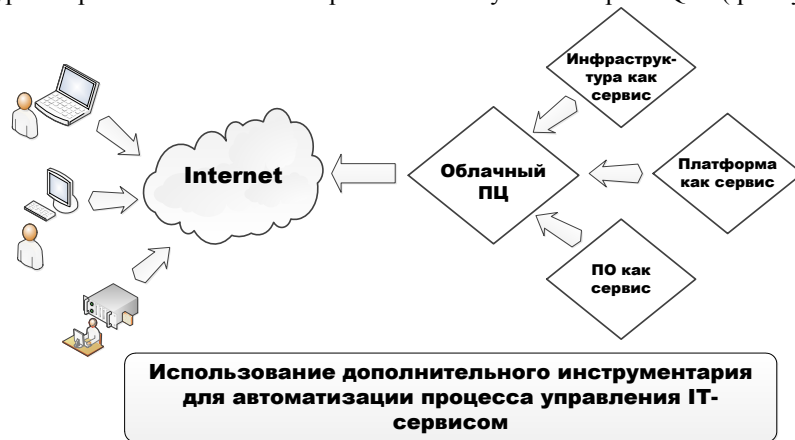 Инфраструк-
тура как
сервис
Internet
Облачный
ПЦ
Платформа
как сервис
ПО как
сервис
Использование дополнительного инструментария
для автоматизации процесса управления IT-
сервисом